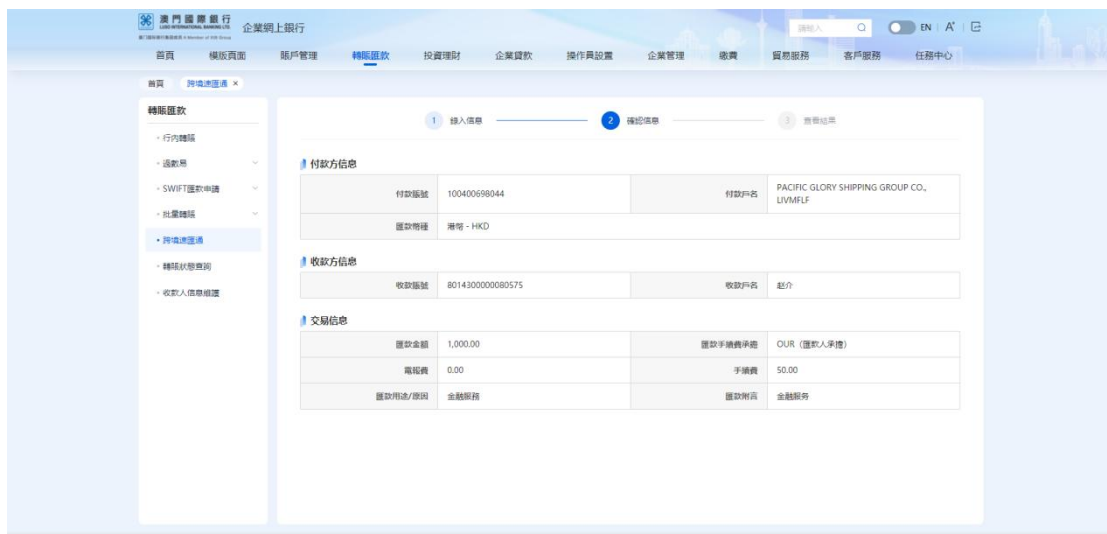 澳門國際銀行
LUSO INTERNATIONAL BANKING LTD.
企業網上銀行
請輸入
EN
首頁 模版頁面 賬戶管理 轉賬匯款 投資理財 企業貸款 操作員設置 企業管理 繳費 貿易服務 客戶服務 任務中心
首頁 跨境速匯通 ×
轉賬匯款
行內轉賬
過數易
SWIFT匯款申請
批量轉賬
跨境速匯通
轉賬狀態查詢
收款人信息維護
1 錄入信息 2 確認信息 3 查看結果
付款方信息
付款賬號 100400698044 付款戶名 PACIFIC GLORY SHIPPING GROUP CO.,
LIVMFLF
匯款幣種 港幣 - HKD
收款方信息
收款賬號 8014300000080575 收款戶名 赵介
交易信息
匯款金額 1,000.00 匯款手續費承擔 OUR（匯款人承擔）
電報費 0.00 手續費 50.00
匯款用途/原因 金融服務 匯款附言 金融服务